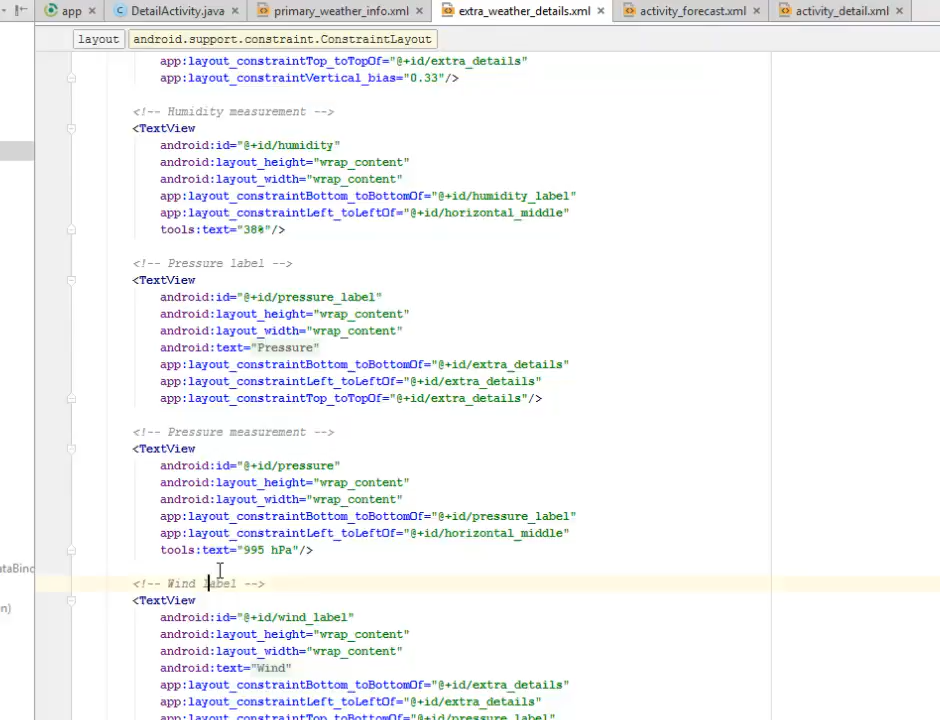 app
DetailActivity.java
primary_weather_info.xml
extra_weather_details.xml
activity_forecast.xml
activity_detail.xml
layout
android.support.constraint.ConstraintLayout
app:layout_constraintTop_toTopOf="@+id/extra_details"
app:layout_constraintVertical_bias="0.33"/>
<!-- Humidity measurement -->
<TextView
android:id="@+id/humidity"
android:layout_height="wrap_content"
android:layout_width="wrap_content"
app:layout_constraintBottom_toBottomOf="@+id/humidity_label"
app:layout_constraintLeft_toLeftOf="@+id/horizontal_middle"
tools:text="38%"/>
<!-- Pressure label -->
<TextView
android:id="@+id/pressure_label"
android:layout_height="wrap_content"
android:layout_width="wrap_content"
android:text="Pressure"
app:layout_constraintBottom_toBottomOf="@+id/extra_details"
app:layout_constraintLeft_toLeftOf="@+id/extra_details"
app:layout_constraintTop_toTopOf="@+id/extra_details"/>
<!-- Pressure measurement -->
<TextView
android:id="@+id/pressure"
android:layout_height="wrap_content"
android:layout_width="wrap_content"
app:layout_constraintBottom_toBottomOf="@+id/pressure_label"
app:layout_constraintLeft_toLeftOf="@+id/horizontal_middle"
tools:text="995 hPa"/>
ataBind
<!-- Wind label -->
<TextView
n)
android:id="@+id/wind_label"
android:layout_height="wrap_content"
android:layout_width="wrap_content"
android:text="Wind"
app:layout_constraintBottom_toBottomOf="@+id/extra_details"
app:layout_constraintLeft_toLeftOf="@+id/extra_details"
app:layout_constraintTop_toBottomOf="@+id/pressure_label"